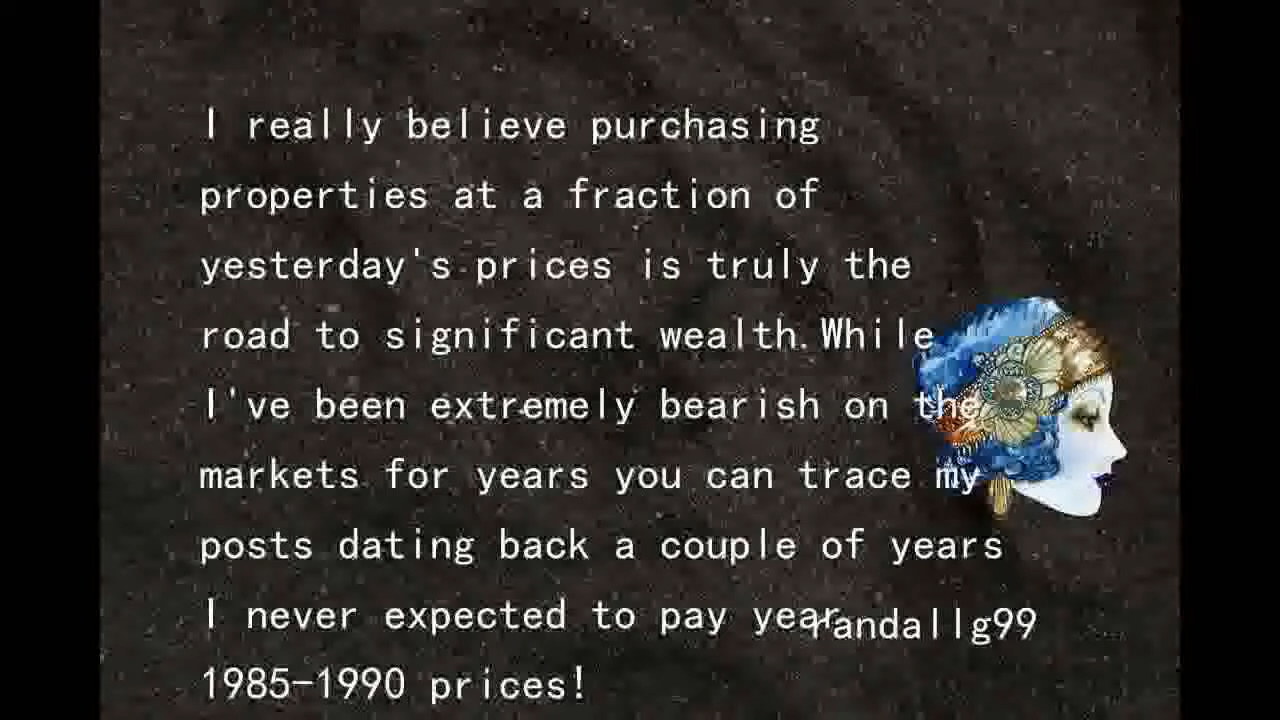 I really believe purchasing
properties at a fraction of
yesterday's prices is truly the
road to significant wealth.While
I've been extremely bearish on the
markets for years you can trace my
posts dating back a couple of years
I never expected to pay year
randallg99
1985-1990 prices!